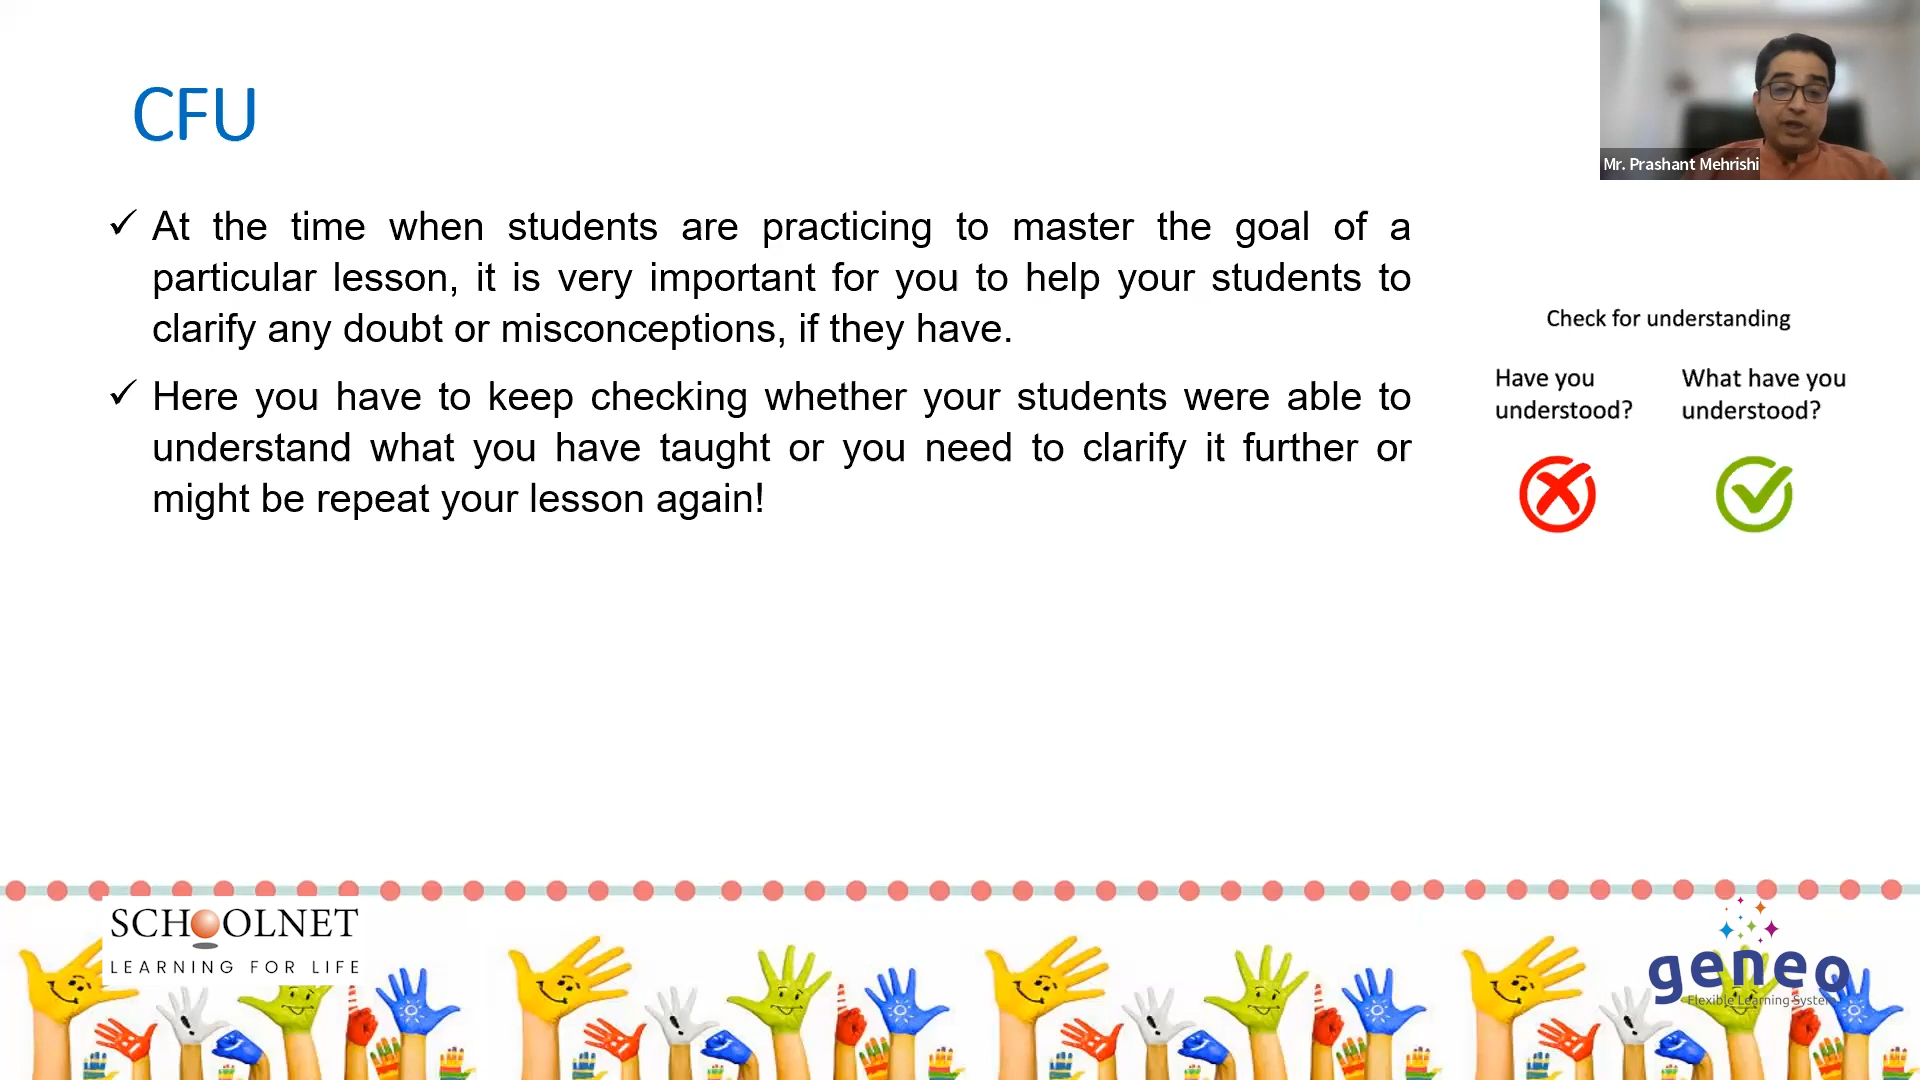 CFU
Mr. Prashant Mehrishi
✓ At the time when students are practicing to master the goal of a
particular lesson, it is very important for you to help your students to
clarify any doubt or misconceptions, if they have.
✓ Here you have to keep checking whether your students were able to
understand what you have taught or you need to clarify it further or
might be repeat your lesson again!
Check for understanding
Have you
understood?
What have you
understood?
SCHOOLNET
LEARNING FOR LIFE
geneo
Flexible Learning System